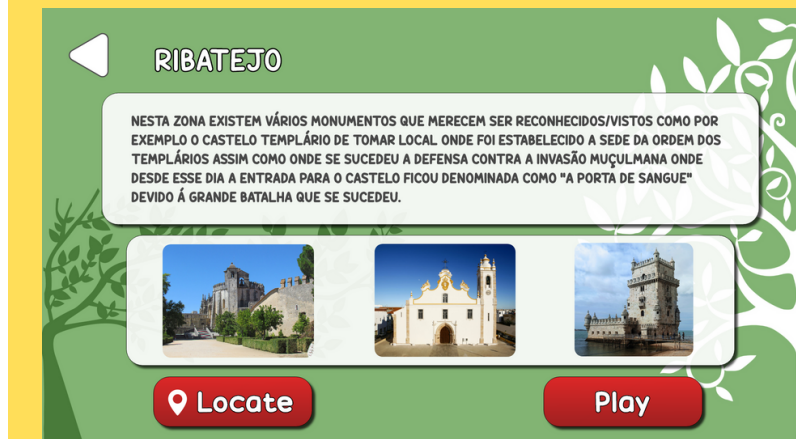 RIBATEJO
NESTA ZONA EXISTEM VÁRIOS MONUMENTOS QUE MERECEM SER RECONHECIDOS/VISTOS COMO POR
EXEMPLO O CASTELO TEMPLÁRIO DE TOMAR LOCAL ONDE FOI ESTABELECIDO A SEDE DA ORDEM DOS
TEMPLÁRIOS ASSIM COMO ONDE SE SUCEDEU A DEFENSA CONTRA A INVASÃO MUÇULMANA ONDE
DESDE ESSE DIA A ENTRADA PARA O CASTELO FICOU DENOMINADA COMO "A PORTA DE SANGUE"
DEVIDO Á GRANDE BATALHA QUE SE SUCEDEU.
Locate
Play